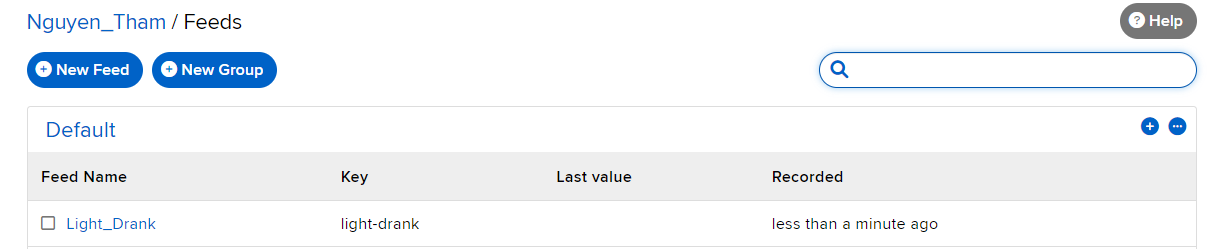 Nguyen_Tham / Feeds
Help
New Feed
New Group
Default
Feed Name Key Last value Recorded
Light_Drank light-drank less than a minute ago